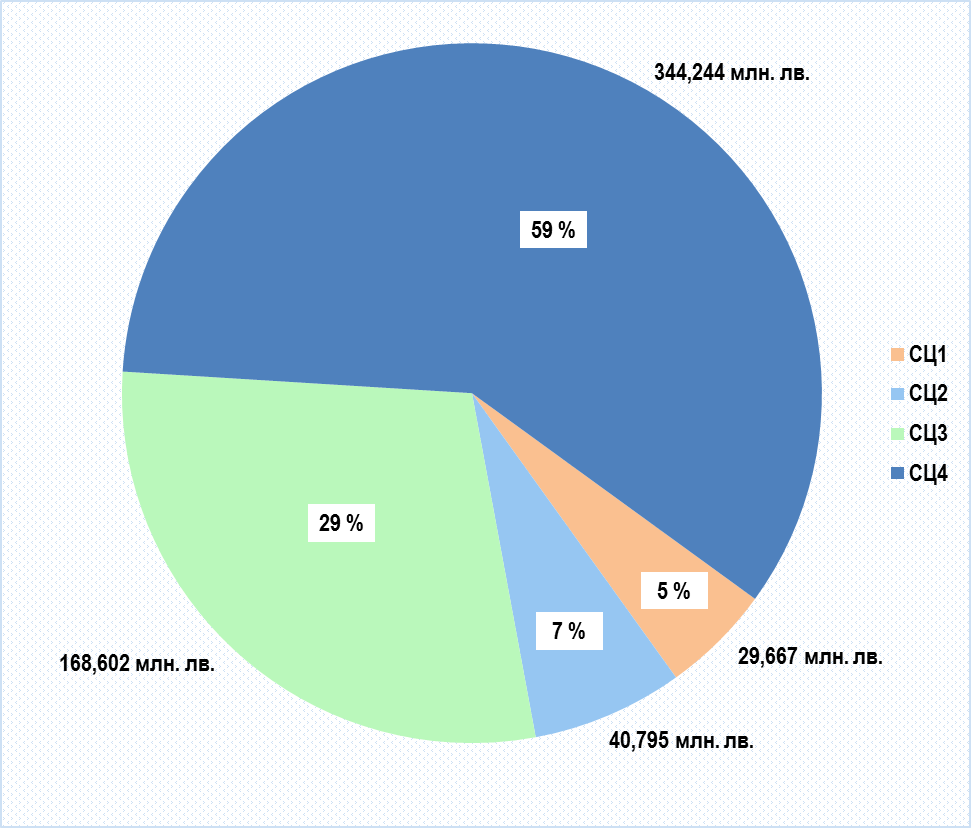 344,244 млн. лв.
59 %
СЦ1
СЦ2
СЦ3
СЦ4
29 %
5 %
7 %
29,667 млн. лв.
168,602 млн. лв.
40,795 млн. лв.